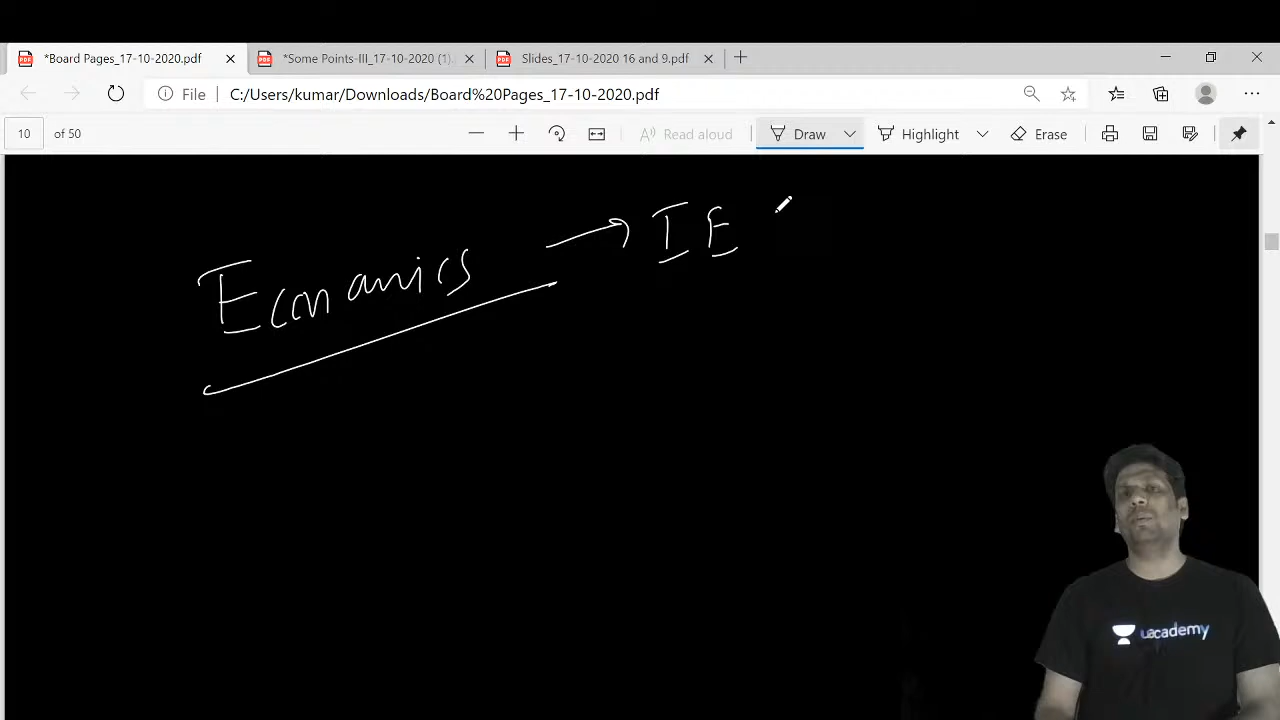 *Board Pages_17-10-2020.pdf
*Some Points-III_17-10-2020 (1).
Slides_17-10-2020 16 and 9.pdf
File C:/Users/kumar/Downloads/Board%20Pages_17-10-2020.pdf
10 of 50 Read aloud Draw Highlight Erase
Economics → I E
unacademy